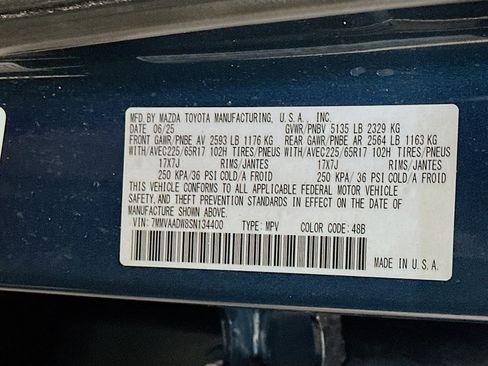 MFD. BY MAZDA TOYOTA MANUFACTURING, U.S.A., INC.
DATE 06/25 GVWR/PNBV 5135 LB 2329 KG
FRONT GAWR/PNBE AV 2593 LB 1176 KG REAR GAWR/PNBE AR 2564 LB 1163 KG
WITH/AVEC225/65R17 102H TIRES/PNEUS WITH/AVEC225/65R17 102H TIRES/PNEUS
17X7J RIMS/JANTES 17X7J RIMS/JANTES
250 KPA/36 PSI COLD/A FROID 250 KPA/ 36 PSI COLD/A FROID
THIS VEHICLE CONFORMS TO ALL APPLICABLE FEDERAL MOTOR VEHICLE
SAFETY, AND THEFT PREVENTION STANDARDS IN EFFECT ON THE DATE OF
MANUFACTURE SHOWN ABOVE.
VIN: 7MMVAADW8SN134400 TYPE: MPV COLOR CODE: 48B
MADE IN U.S.A.